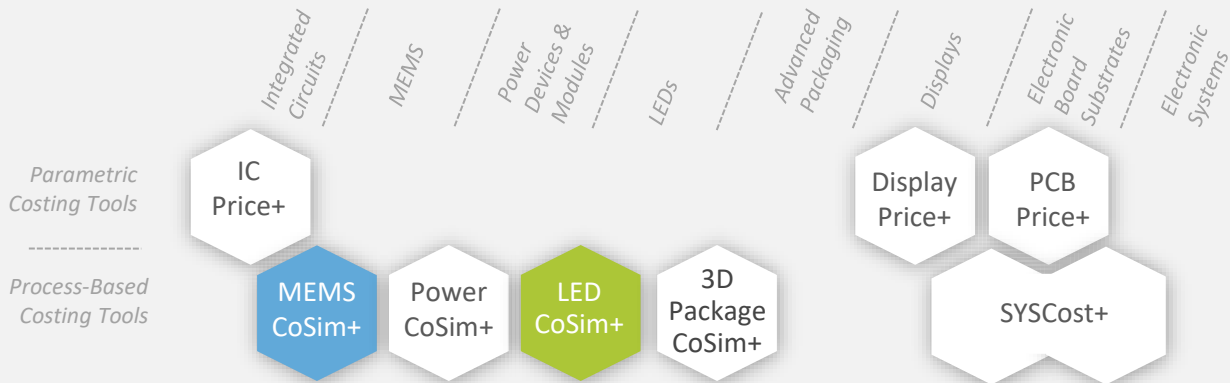 Integrated
Circuits
MEMS
Power
Devices &
Modules
LEDs
Advanced
Packaging
Displays
Electronic
Board
Substrates
Electronic
Systems
Parametric
Costing Tools
IC
Price+
Display
Price+
PCB
Price+
Process-Based
Costing Tools
MEMS
CoSim+
Power
CoSim+
LED
CoSim+
3D
Package
CoSim+
SYSCost+